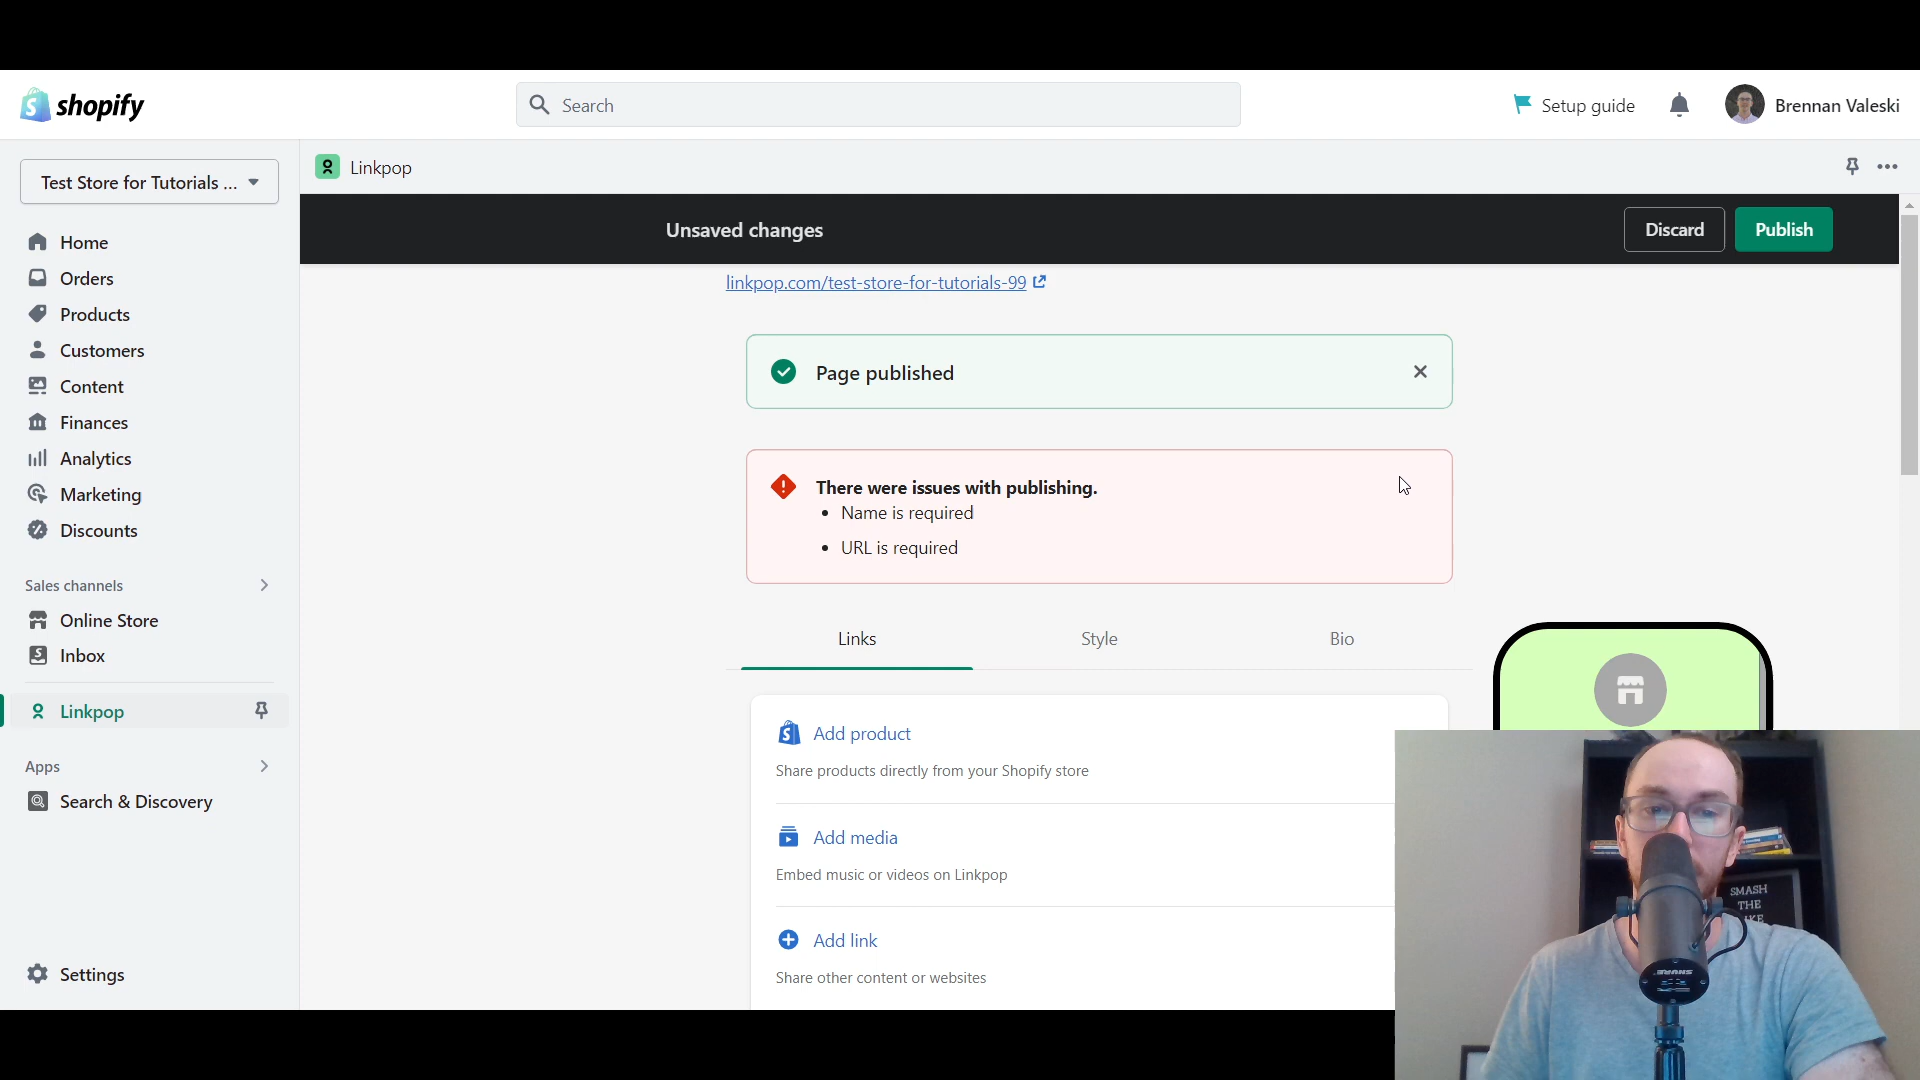 shopify
Search
Setup guide
Brennan Valeski
Test Store for Tutorials ...
Linkpop
Unsaved changes
Discard
Publish
Home
Orders
Products
Customers
Content
Finances
Analytics
Marketing
Discounts
Sales channels
Online Store
Inbox
Linkpop
Apps
Search & Discovery
Settings
linkpop.com/test-store-for-tutorials-99
Page published
There were issues with publishing.
• Name is required
• URL is required
Links
Style
Bio
Add product
Share products directly from your Shopify store
Add media
Embed music or videos on Linkpop
Add link
Share other content or websites
SMASH
THE